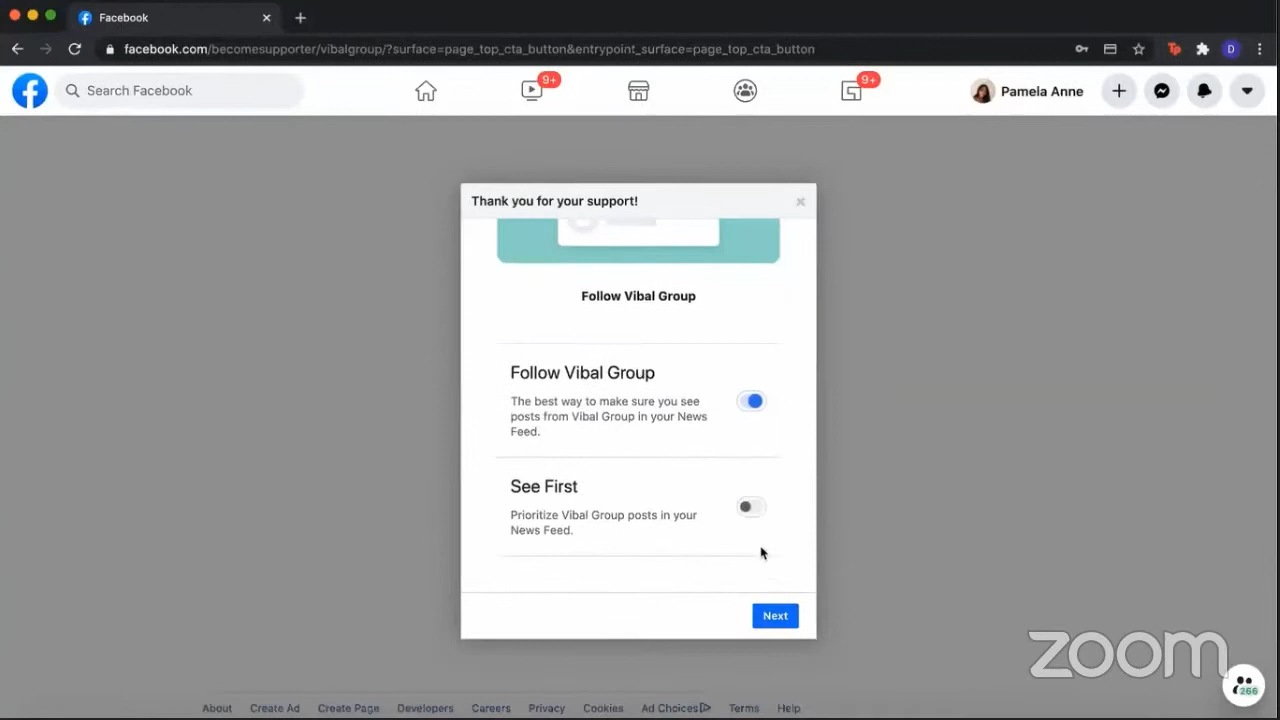 Facebook
facebook.com/becomesupporter/vibalgroup/?surface=page_top_cta_button&entrypoint_surface=page_top_cta_button
D
Search Facebook
9+
9+
Pamela Anne
Thank you for your support!
Follow Vibal Group
Follow Vibal Group
The best way to make sure you see
posts from Vibal Group in your News
Feed.
See First
Prioritize Vibal Group posts in your
News Feed.
Next
zoom
266
About Create Ad Create Page Developers Careers Privacy Cookies Ad Choices Terms Help